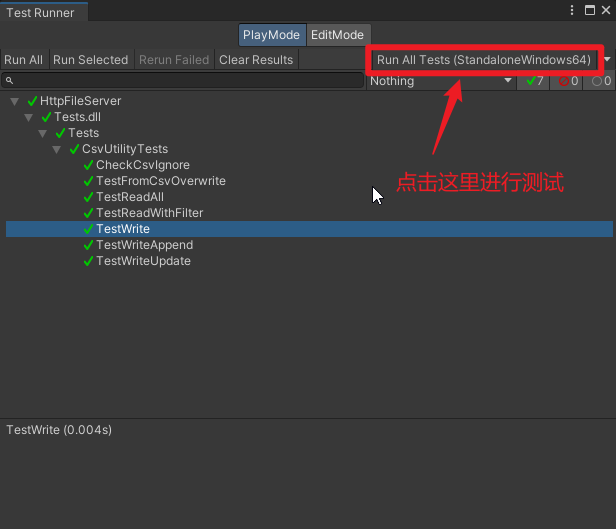 Test Runner
PlayMode EditMode
Run All Run Selected Rerun Failed Clear Results Run All Tests (StandaloneWindows64)
Nothing 7 0 0
HttpFileServer
Tests.dll
Tests
CsvUtilityTests
CheckCsvIgnore
TestFromCsvOverwrite
TestReadAll
TestReadWithFilter
TestWrite
TestWriteAppend
TestWriteUpdate
点击这里进行测试
TestWrite (0.004s)